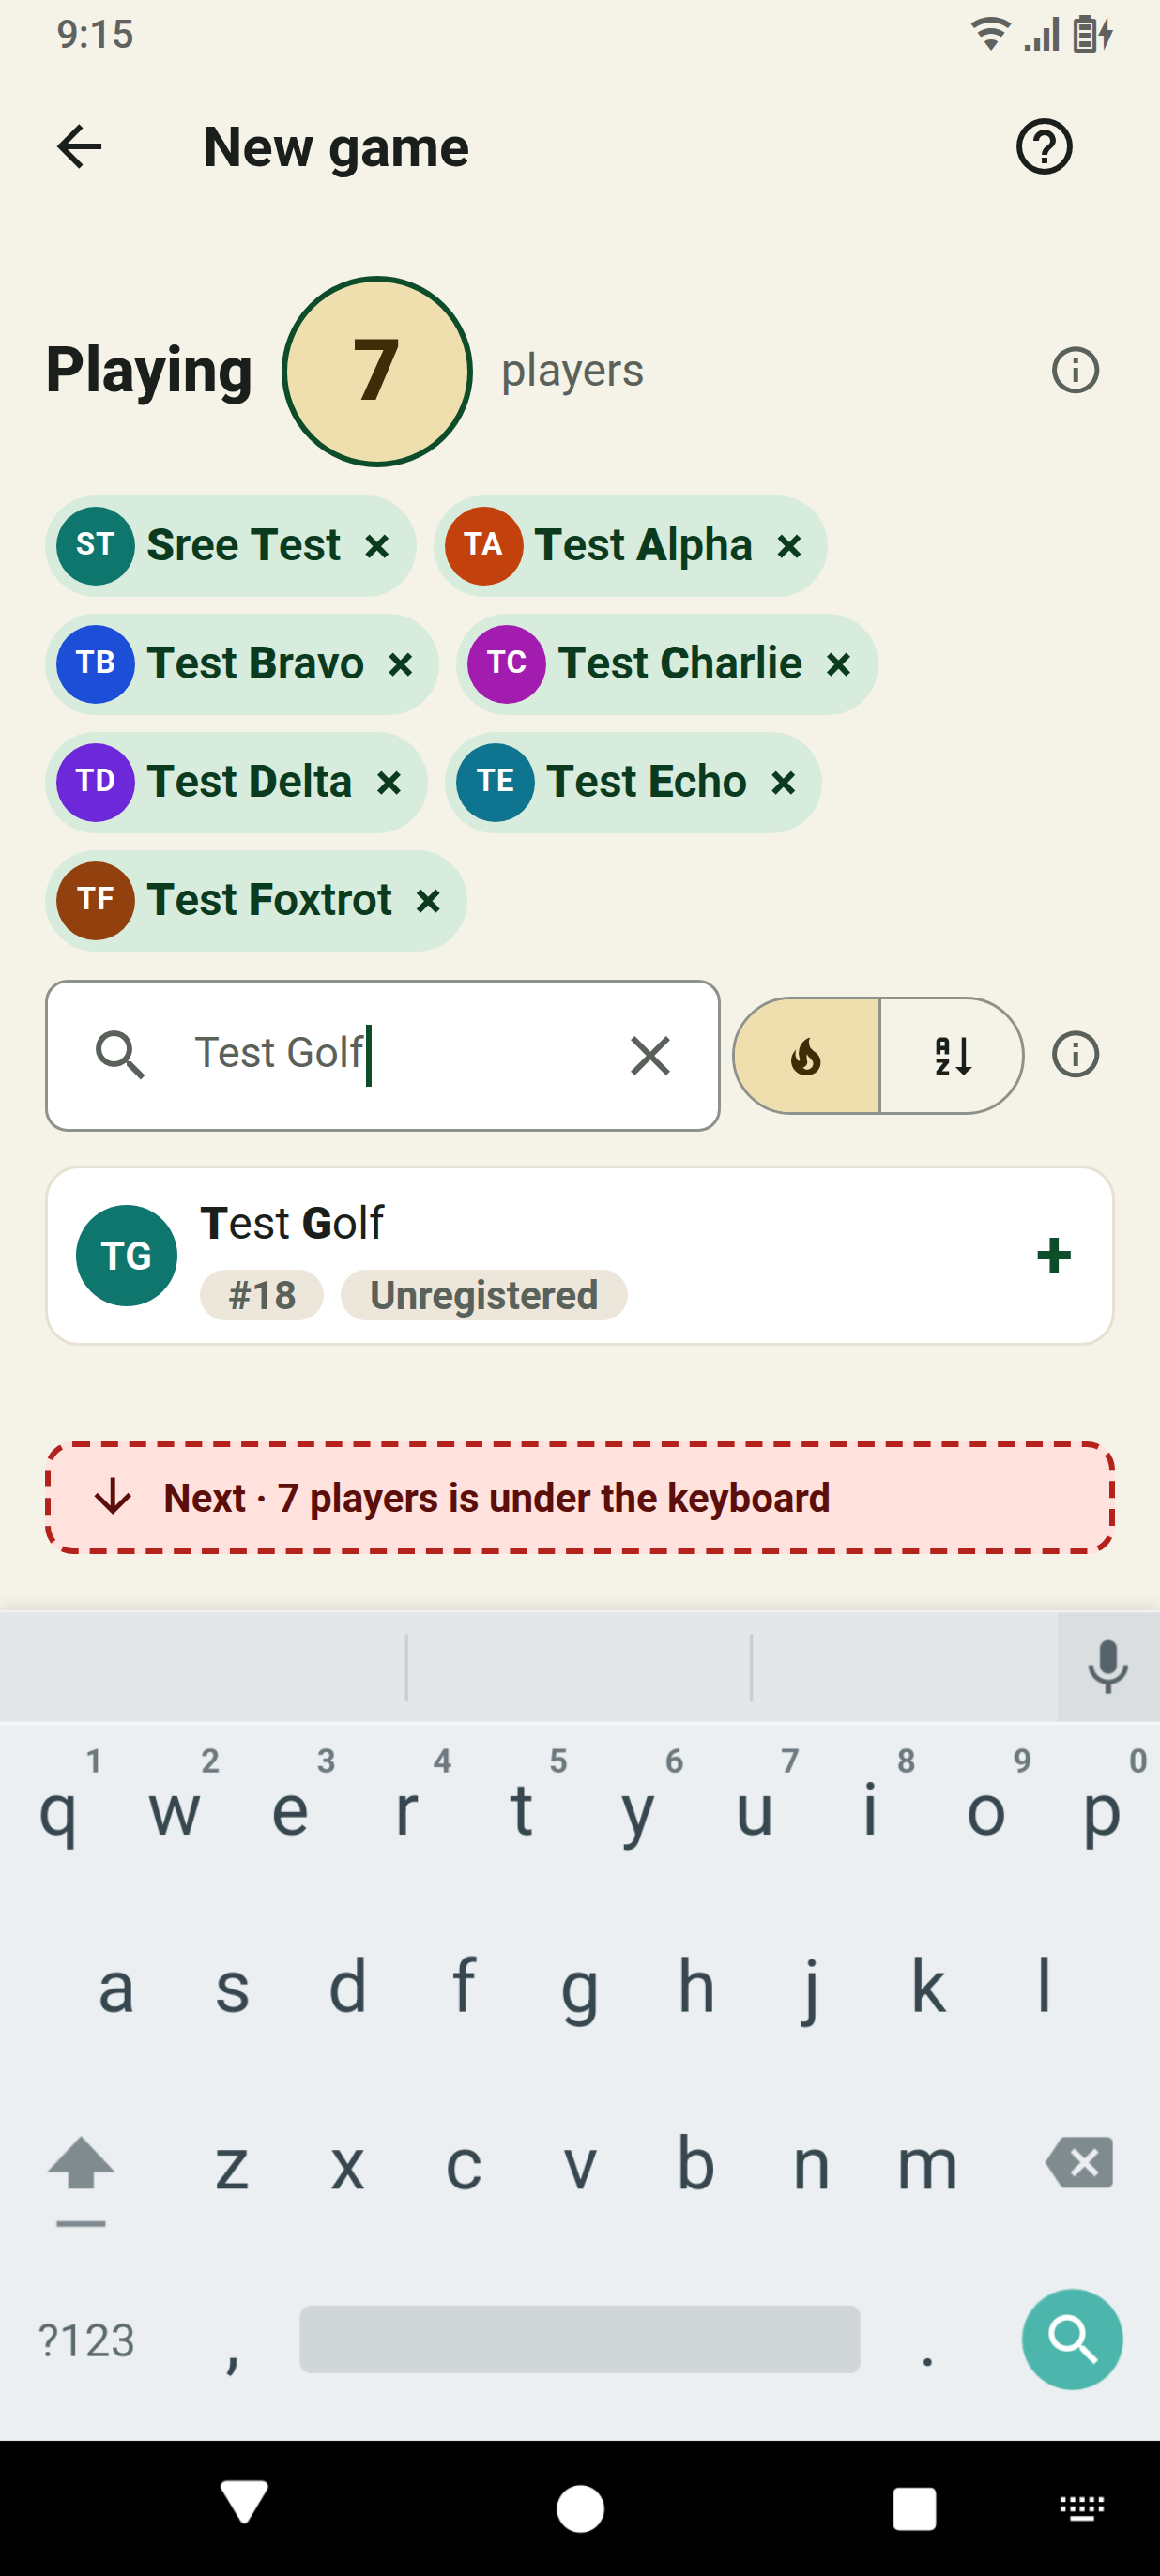 9:15
New game
Playing 7 players
ST Sree Test × TA Test Alpha ×
TB Test Bravo × TC Test Charlie ×
TD Test Delta × TE Test Echo ×
TF Test Foxtrot ×
Test Golf AZ
TG Test Golf +
#18 Unregistered
Next · 7 players is under the keyboard
1 2 3 4 5 6 7 8 9 0
q w e r t y u i o p
a s d f g h j k l
z x c v b n m
?123 , .